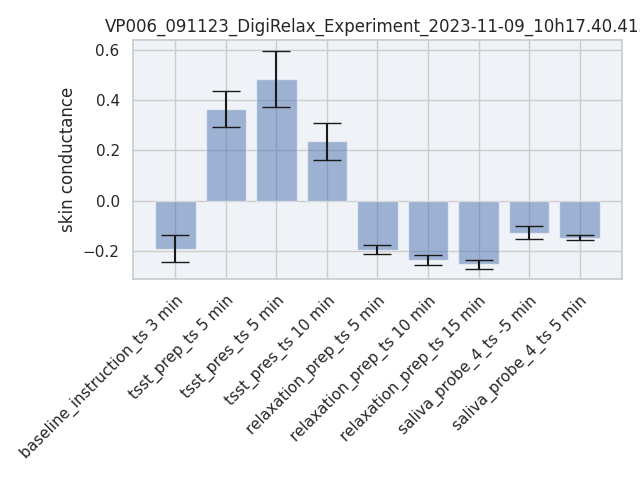 VP006_091123_DigiRelax_Experiment_2023-11-09_10h17.40.41
skin conductance
0.6
0.4
0.2
0.0
−0.2
baseline_instruction_ts 3 min
tsst_prep_ts 5 min
tsst_pres_ts 5 min
tsst_pres_ts 10 min
relaxation_prep_ts 5 min
relaxation_prep_ts 10 min
relaxation_prep_ts 15 min
saliva_probe_4_ts -5 min
saliva_probe_4_ts 5 min